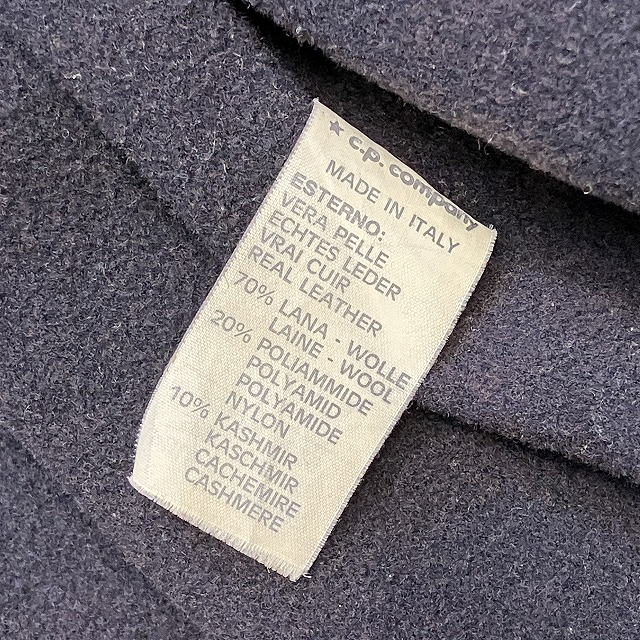 ★ c.p. company
MADE IN ITALY
ESTERNO:
VERA PELLE
ECHTES LEDER
VRAI CUIR
REAL LEATHER
70% LANA - WOLLE
LAINE - WOOL
20% POLIAMMIDE
POLYAMID
POLYAMIDE
NYLON
10% KASHMIR
KASCHMIR
CACHEMIRE
CASHMERE